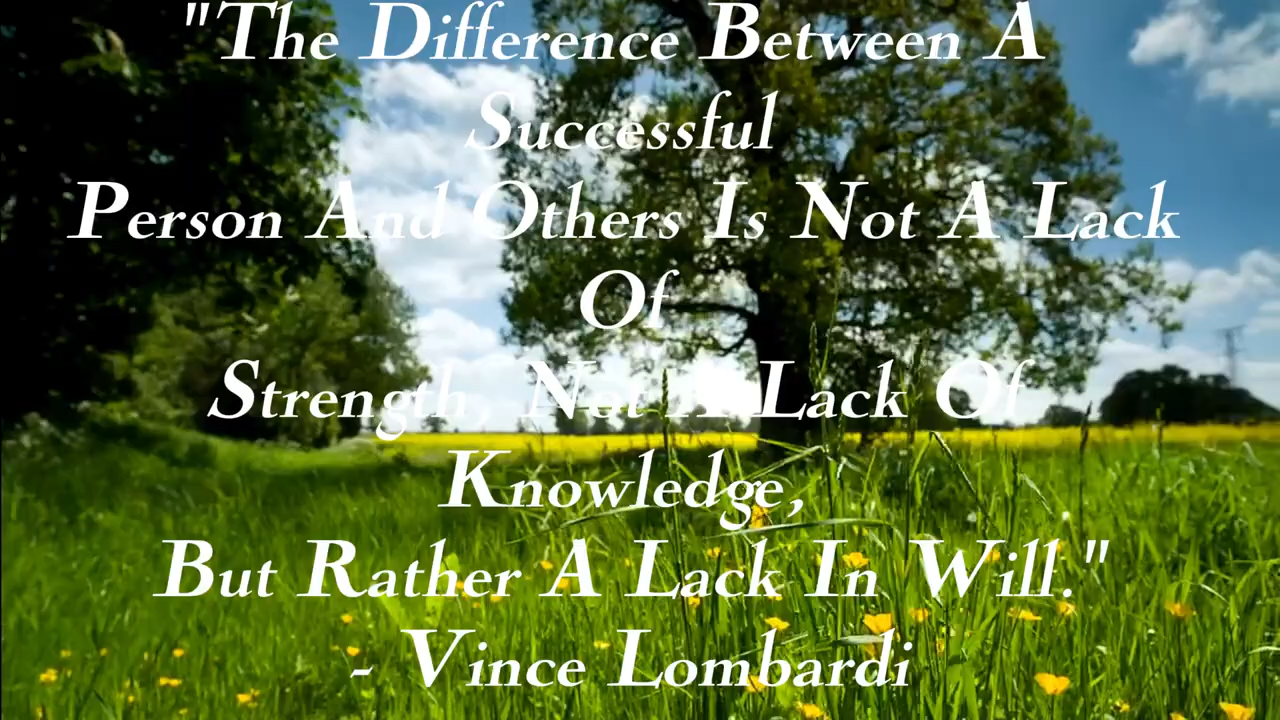 "The Difference Between A
Successful
Person And Others Is Not A Lack
Of
Strength, Not A Lack Of
Knowledge,
But Rather A Lack In Will."
- Vince Lombardi